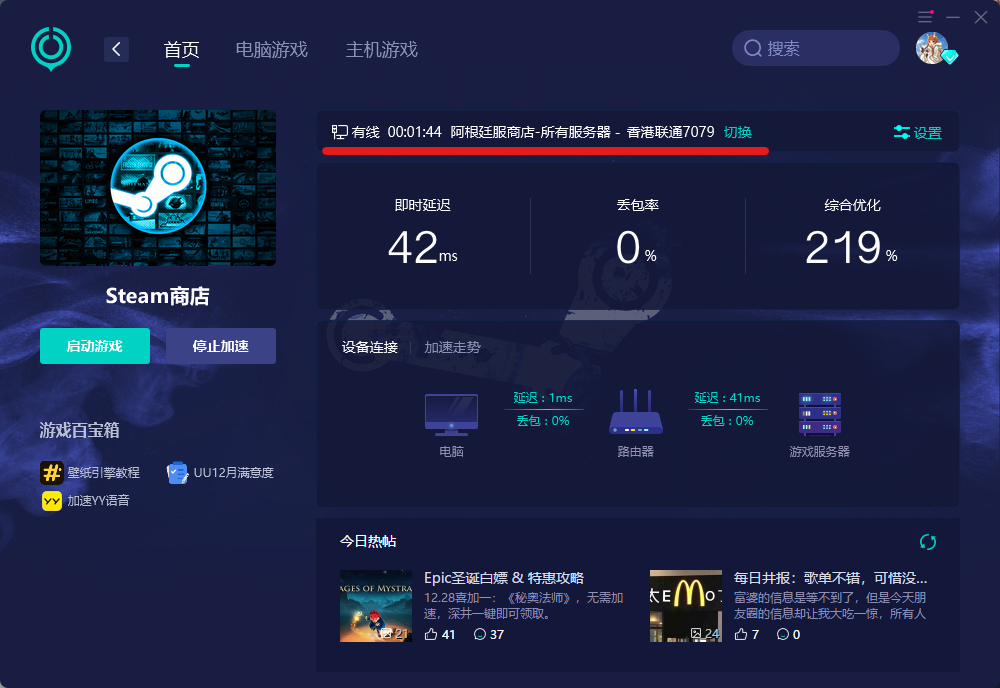 首页 电脑游戏 主机游戏 搜索
有线 00:01:44 阿根廷服商店-所有服务器 - 香港联通7079 切换 设置
即时延迟 丢包率 综合优化
42ms 0% 219%
Steam商店
启动游戏 停止加速
设备连接 加速走势
延迟：1ms 延迟：41ms
丢包：0% 丢包：0%
电脑 路由器 游戏服务器
游戏百宝箱
壁纸引擎教程 UU12月满意度
YY 加速YY语音
今日热帖
AGES OF MYSTRA
21
Epic圣诞白嫖 & 特惠攻略
12.28喜加一：《秘奥法师》，无需加
速，深井一键即可领取。
41 37
24
每日井报：歌单不错，可惜没...
富婆的信息是等不到了，但是今天朋
友圈的信息却让我大吃一惊，所有人
7 0